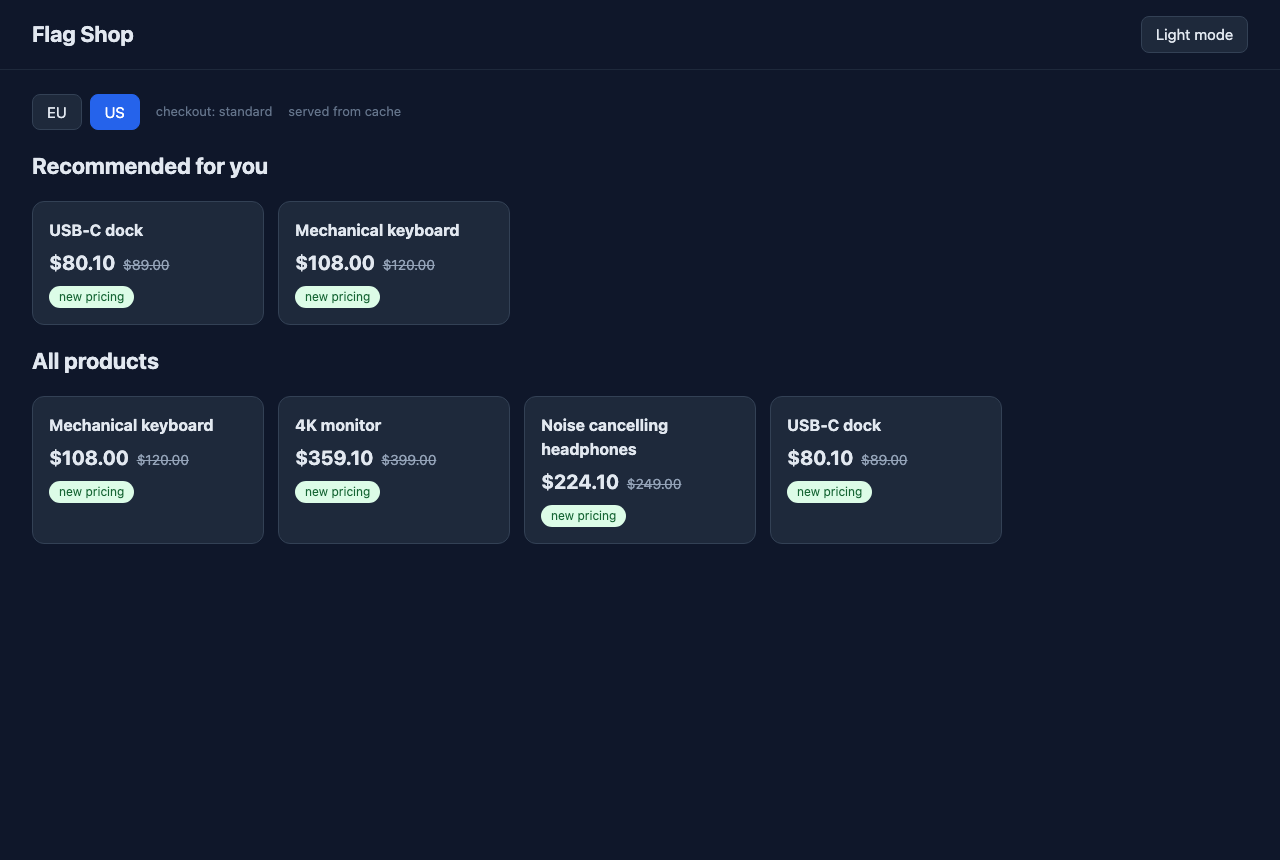 Flag Shop
Light mode
EU
US
checkout: standard
served from cache
Recommended for you
USB-C dock
$80.10 $89.00
new pricing
Mechanical keyboard
$108.00 $120.00
new pricing
All products
Mechanical keyboard
$108.00 $120.00
new pricing
4K monitor
$359.10 $399.00
new pricing
Noise cancelling
headphones
$224.10 $249.00
new pricing
USB-C dock
$80.10 $89.00
new pricing